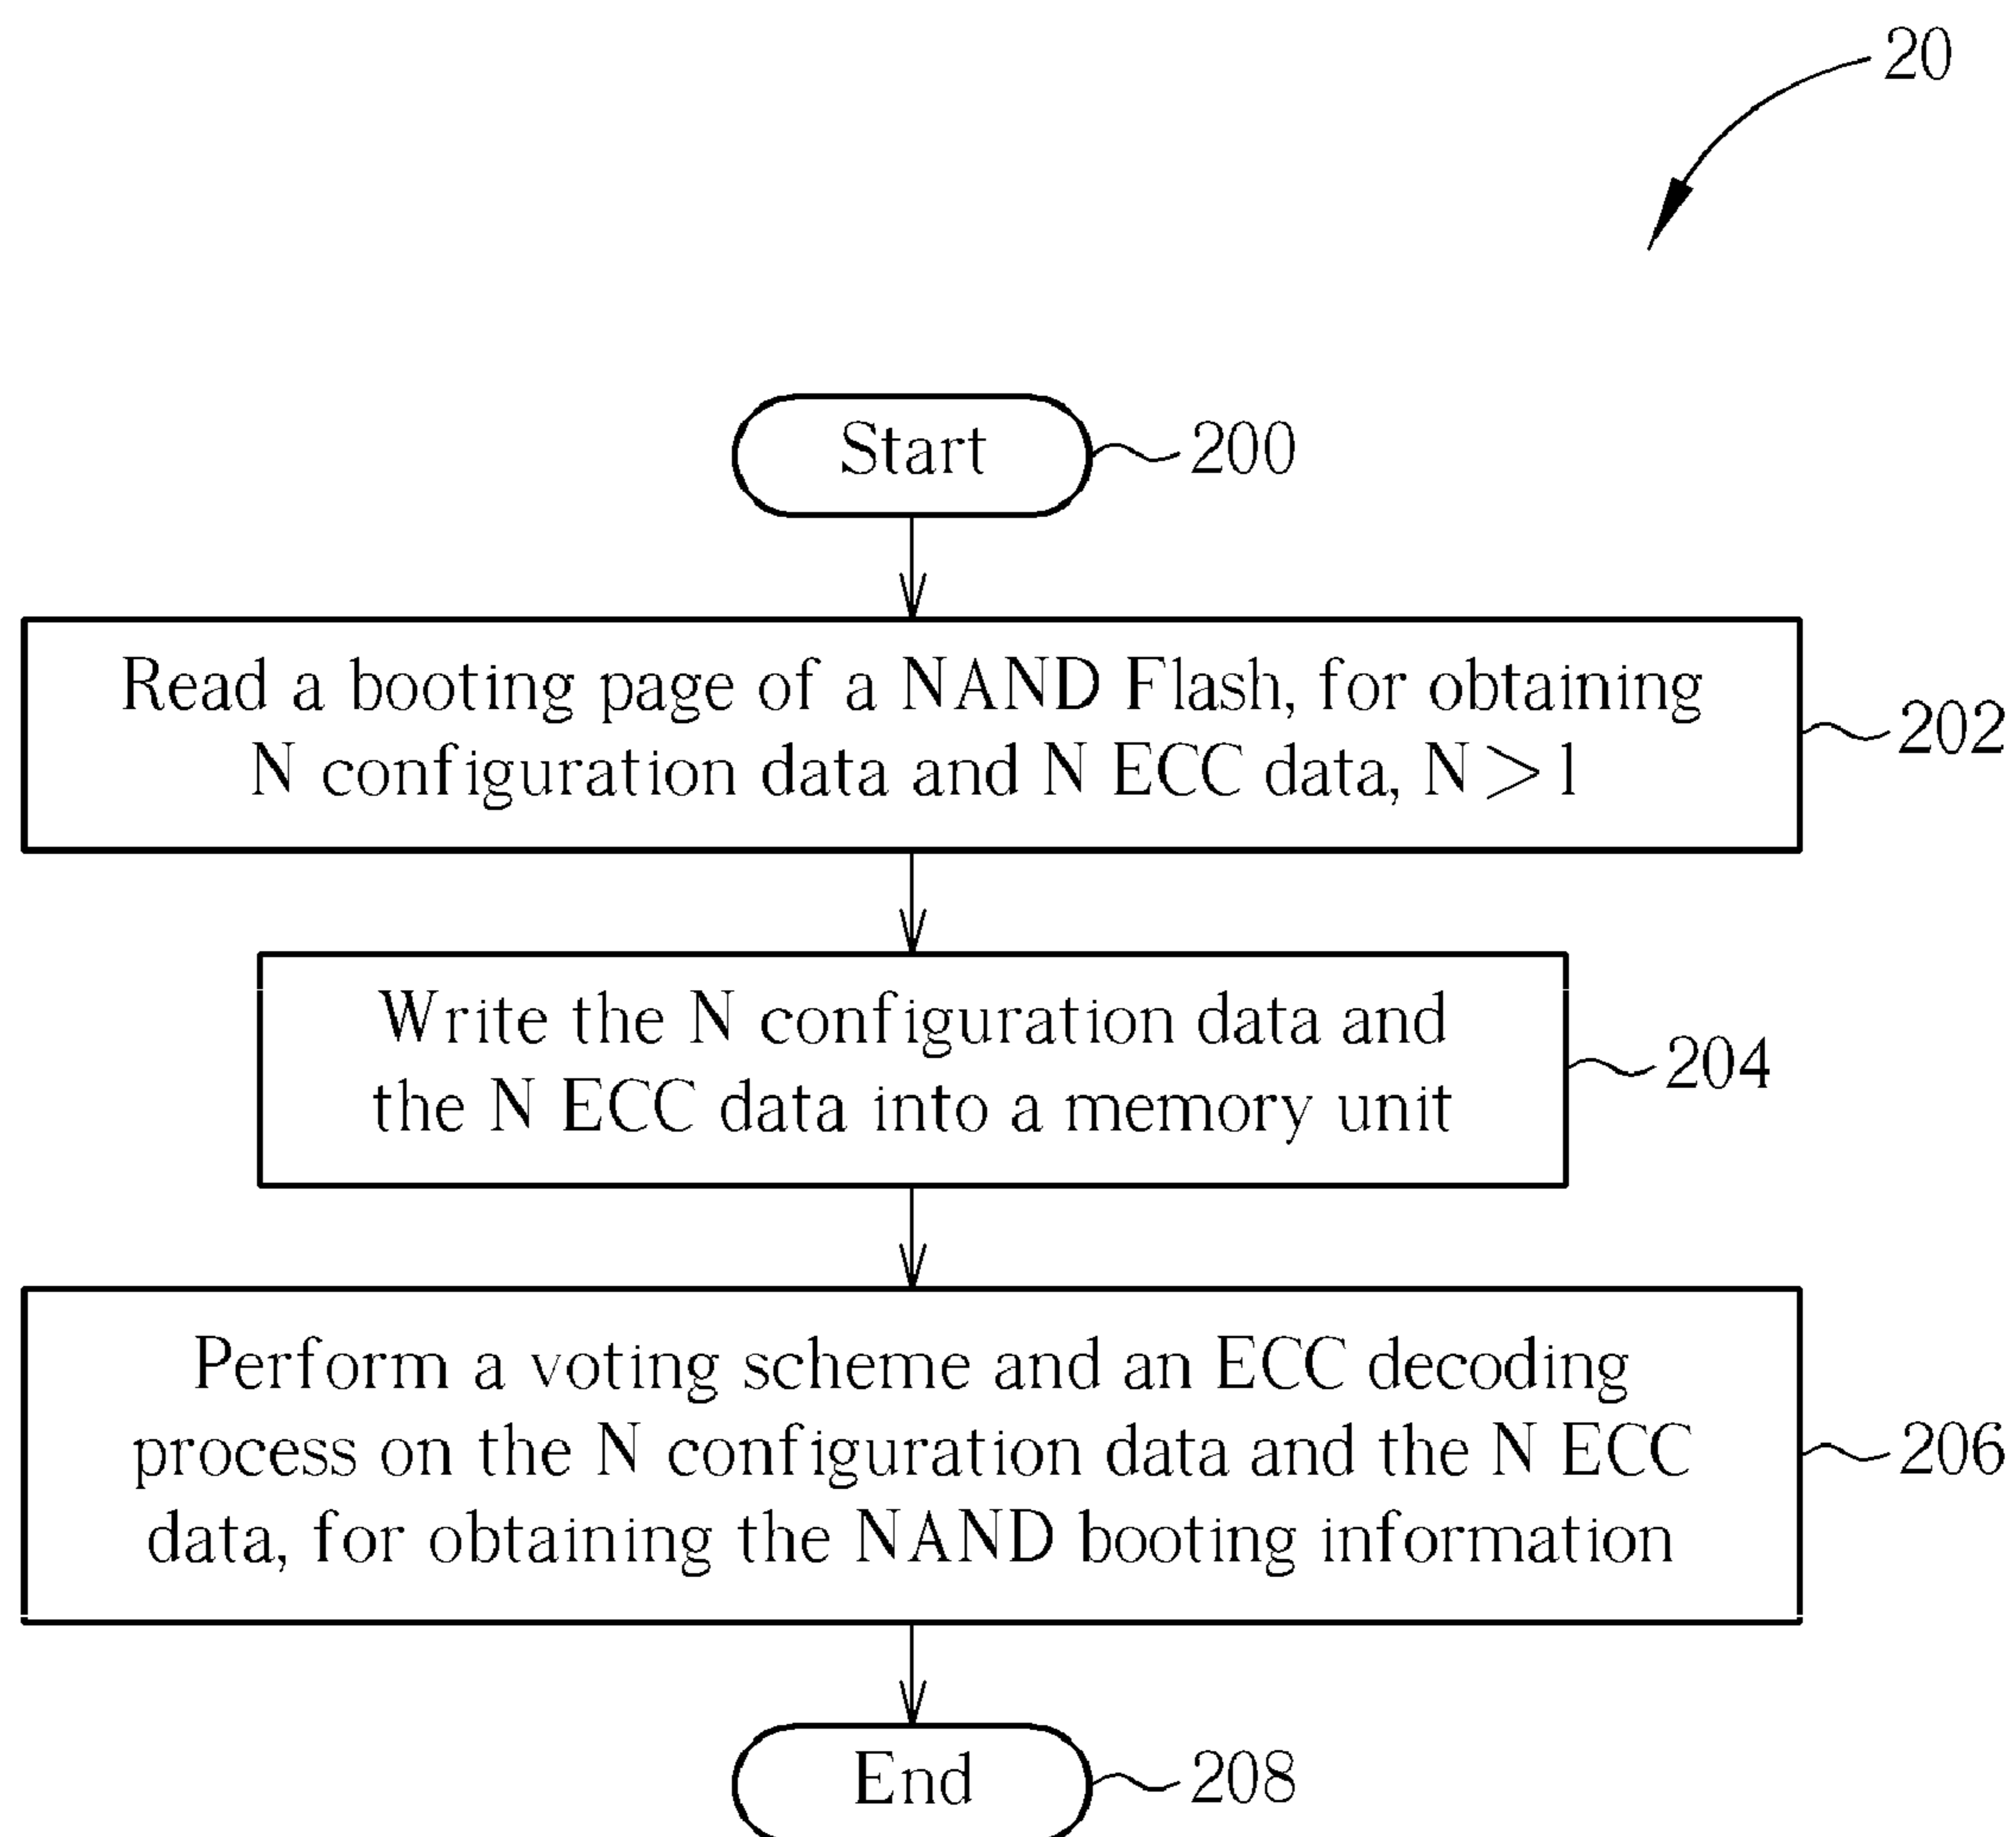 20
Start
200
Read a booting page of a NAND Flash, for obtaining
N configuration data and N ECC data, N>1
202
Write the N configuration data and
the N ECC data into a memory unit
204
Perform a voting scheme and an ECC decoding
process on the N configuration data and the N ECC
data, for obtaining the NAND booting information
206
End
208